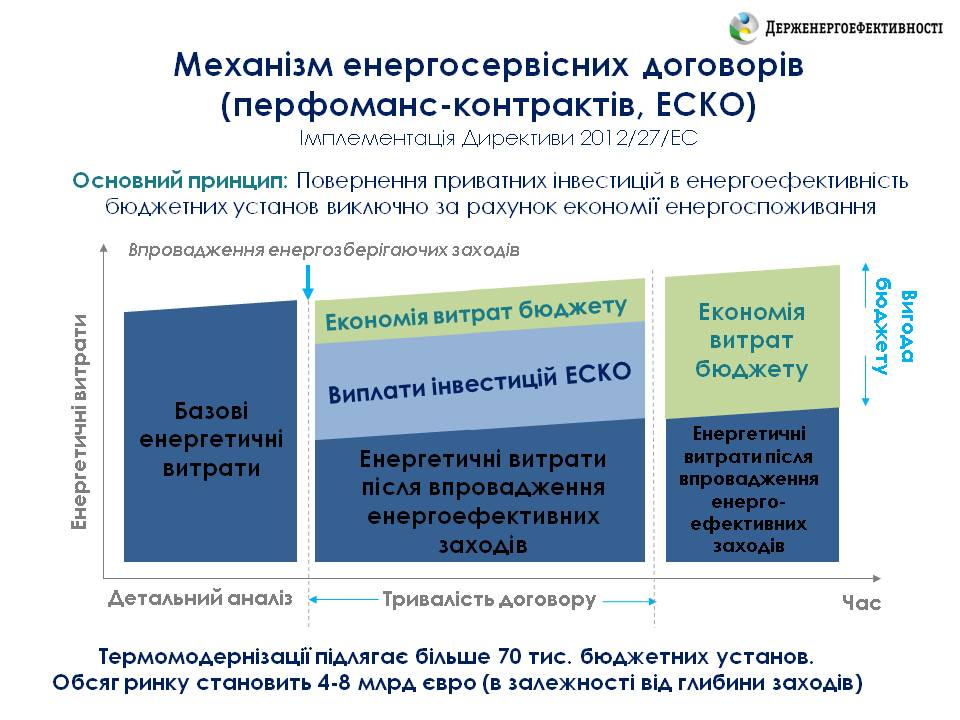 ДЕРЖЕНЕРГОЕФЕКТИВНОСТІ
Механізм енергосервісних договорів
(перфоманс-контрактів, ЕСКО)
Імплементація Директиви 2012/27/ЕС
Основний принцип: Повернення приватних інвестицій в енергоефективність
бюджетних установ виключно за рахунок економії енергоспоживання
Впровадження енергозберігаючих заходів
Енергетичні витрати
Базові
енергетичні
витрати
Економія витрат бюджету
Виплати інвестицій ЕСКО
Енергетичні витрати
після впровадження
енергоефективних
заходів
Економія
витрат
бюджету
Енергетичні
витрати після
впровадження
енерго-
ефективних
заходів
Вигода
бюджету
Детальний аналіз
Тривалість договору
Час
Термомодернізації підлягає більше 70 тис. бюджетних установ.
Обсяг ринку становить 4-8 млрд євро (в залежності від глибини заходів)